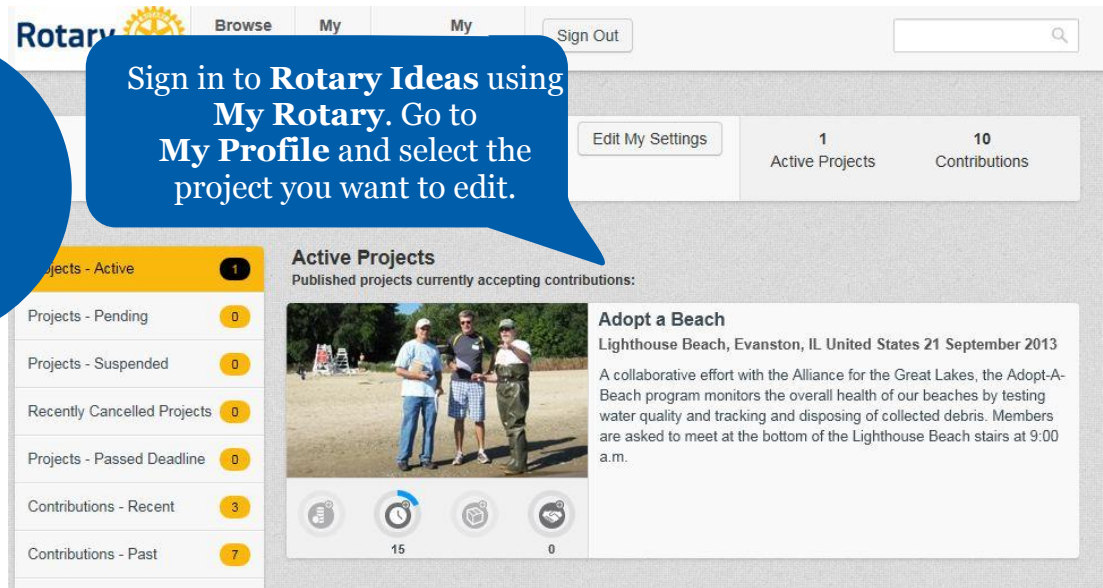 Rotary
Browse My My
Sign Out
Sign in to Rotary Ideas using
My Rotary. Go to
My Profile and select the
project you want to edit.
Edit My Settings
1
Active Projects
10
Contributions
Projects - Active 1
Projects - Pending 0
Projects - Suspended 0
Recently Cancelled Projects 0
Projects - Passed Deadline 0
Contributions - Recent 3
Contributions - Past 7
Active Projects
Published projects currently accepting contributions:
Adopt a Beach
Lighthouse Beach, Evanston, IL United States 21 September 2013
A collaborative effort with the Alliance for the Great Lakes, the Adopt-A-
Beach program monitors the overall health of our beaches by testing
water quality and tracking and disposing of collected debris. Members
are asked to meet at the bottom of the Lighthouse Beach stairs at 9:00
a.m.
15 0